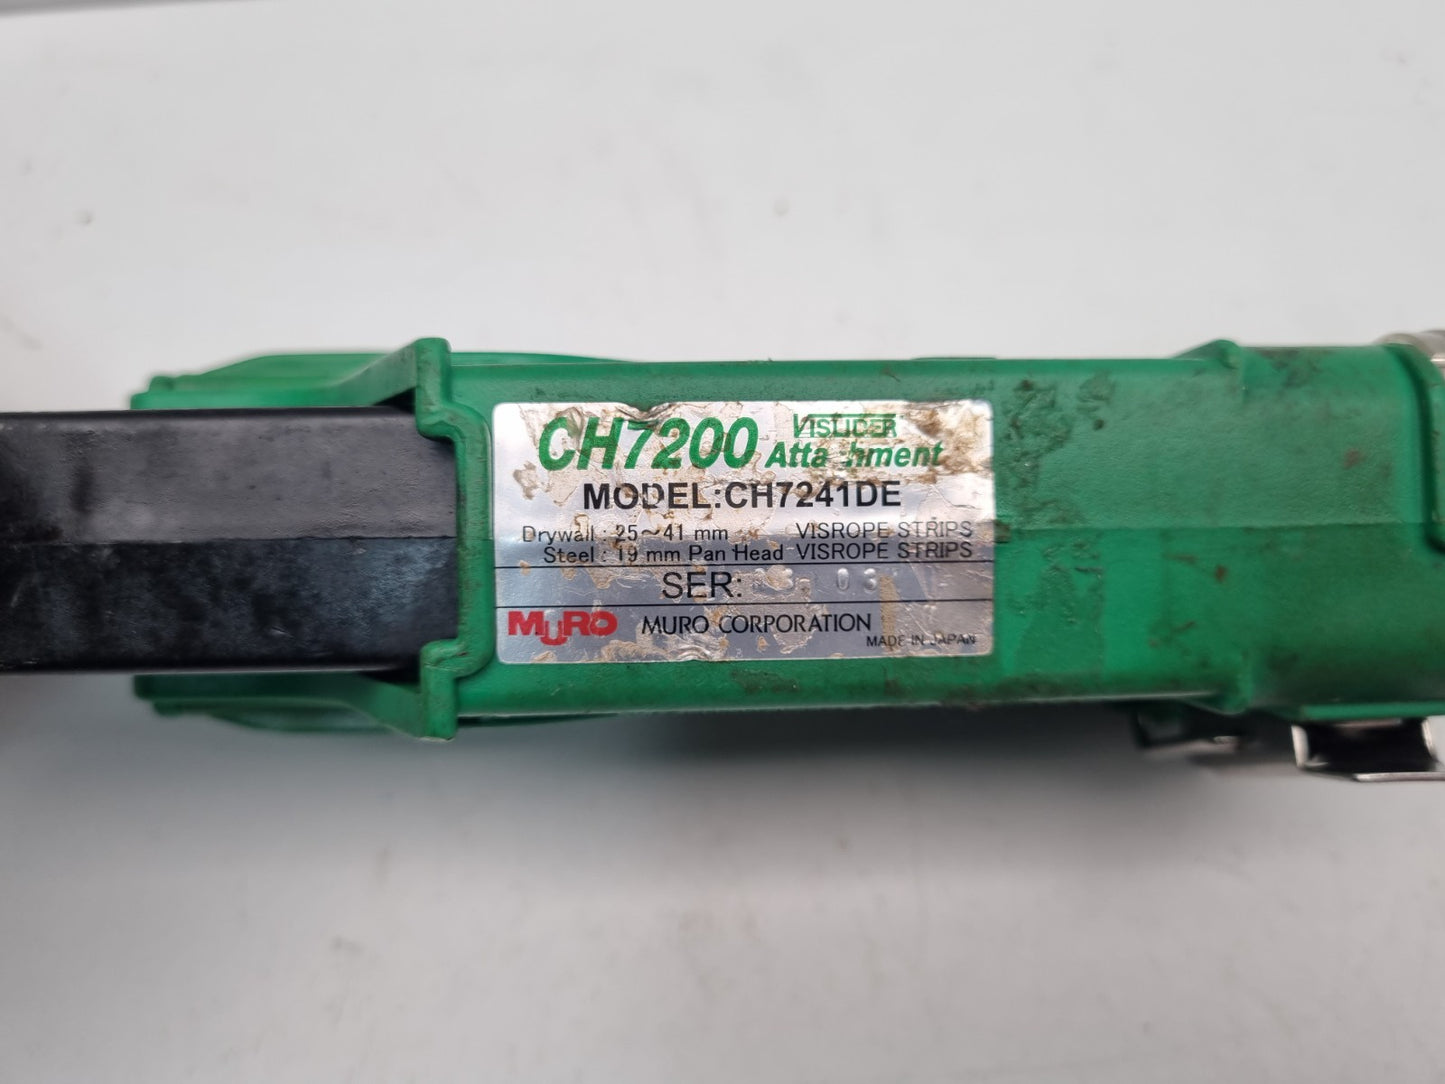 CH7200 VISLIDER
Atta hment
MODEL:CH7241DE
Drywall : 25~41 mm VISROPE STRIPS
Steel : 19 mm Pan Head VISROPE STRIPS
SER: 03
MURO MURO CORPORATION
MADE IN JAPAN